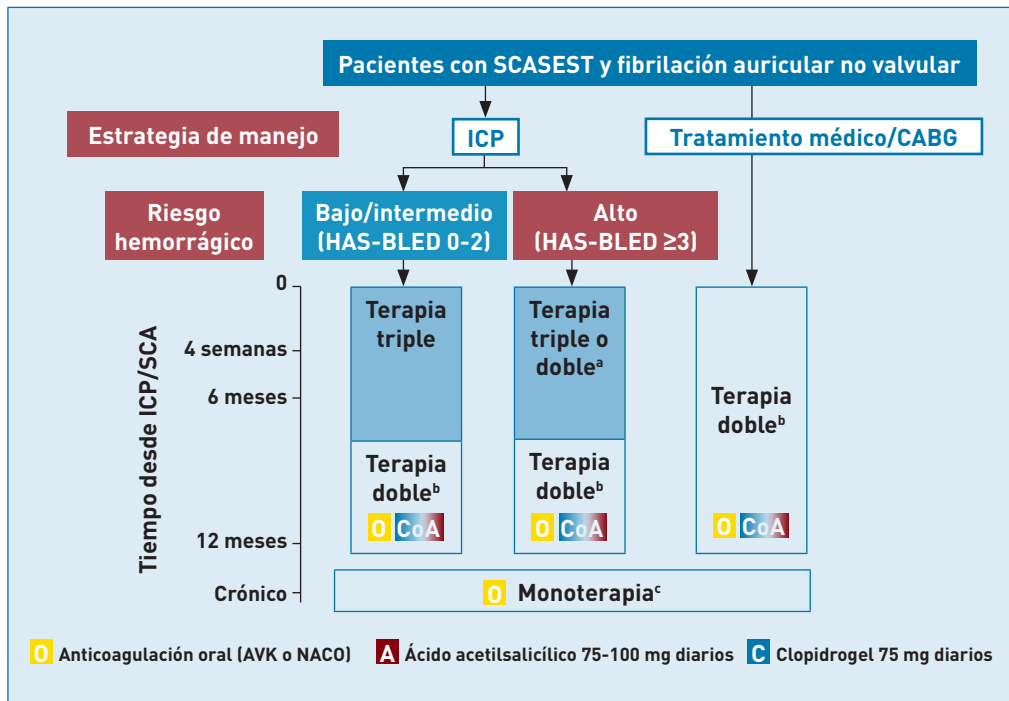 Pacientes con SCASEST y fibrilación auricular no valvular
Estrategia de manejo
ICP
Tratamiento médico/CABG
Riesgo
hemorrágico
Bajo/intermedio
(HAS-BLED 0-2)
Alto
(HAS-BLED ≥3)
Tiempo desde ICP/SCA
0
4 semanas
6 meses
12 meses
Crónico
Terapia
triple
Terapia
dobleᵇ
O CoA
Terapia
triple o
dobleᵃ
Terapia
dobleᵇ
O CoA
Terapia
dobleᵇ
O CoA
O Monoterapiaᶜ
O Anticoagulación oral (AVK o NACO)
A Ácido acetilsalicílico 75-100 mg diarios
C Clopidrogel 75 mg diarios